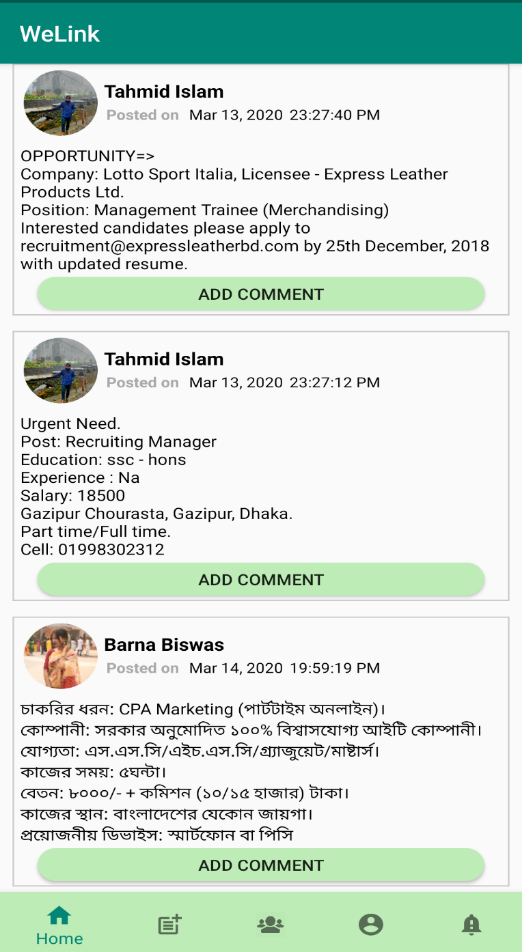 WeLink
Tahmid Islam
Posted on Mar 13, 2020 23:27:40 PM
OPPORTUNITY=>
Company: Lotto Sport Italia, Licensee - Express Leather
Products Ltd.
Position: Management Trainee (Merchandising)
Interested candidates please apply to
recruitment@expressleatherbd.com by 25th December, 2018
with updated resume.
ADD COMMENT
Tahmid Islam
Posted on Mar 13, 2020 23:27:12 PM
Urgent Need.
Post: Recruiting Manager
Education: ssc - hons
Experience : Na
Salary: 18500
Gazipur Chourasta, Gazipur, Dhaka.
Part time/Full time.
Cell: 01998302312
ADD COMMENT
Barna Biswas
Posted on Mar 14, 2020 19:59:19 PM
চাকরির ধরন: CPA Marketing (পার্টটাইম অনলাইন)।
কোম্পানী: সরকার অনুমোদিত ১০০% বিশ্বাসযোগ্য আইটি কোম্পানী।
যোগ্যতা: এস.এস.সি/এইচ.এস.সি/গ্র্যাজুয়েট/মাষ্টার্স।
কাজের সময়: ৫ঘন্টা।
বেতন: ৮০০০/- + কমিশন (১০/১৫ হাজার) টাকা।
কাজের স্থান: বাংলাদেশের যেকোন জায়গা।
প্রয়োজনীয় ডিভাইস: স্মার্টফোন বা পিসি
ADD COMMENT
Home